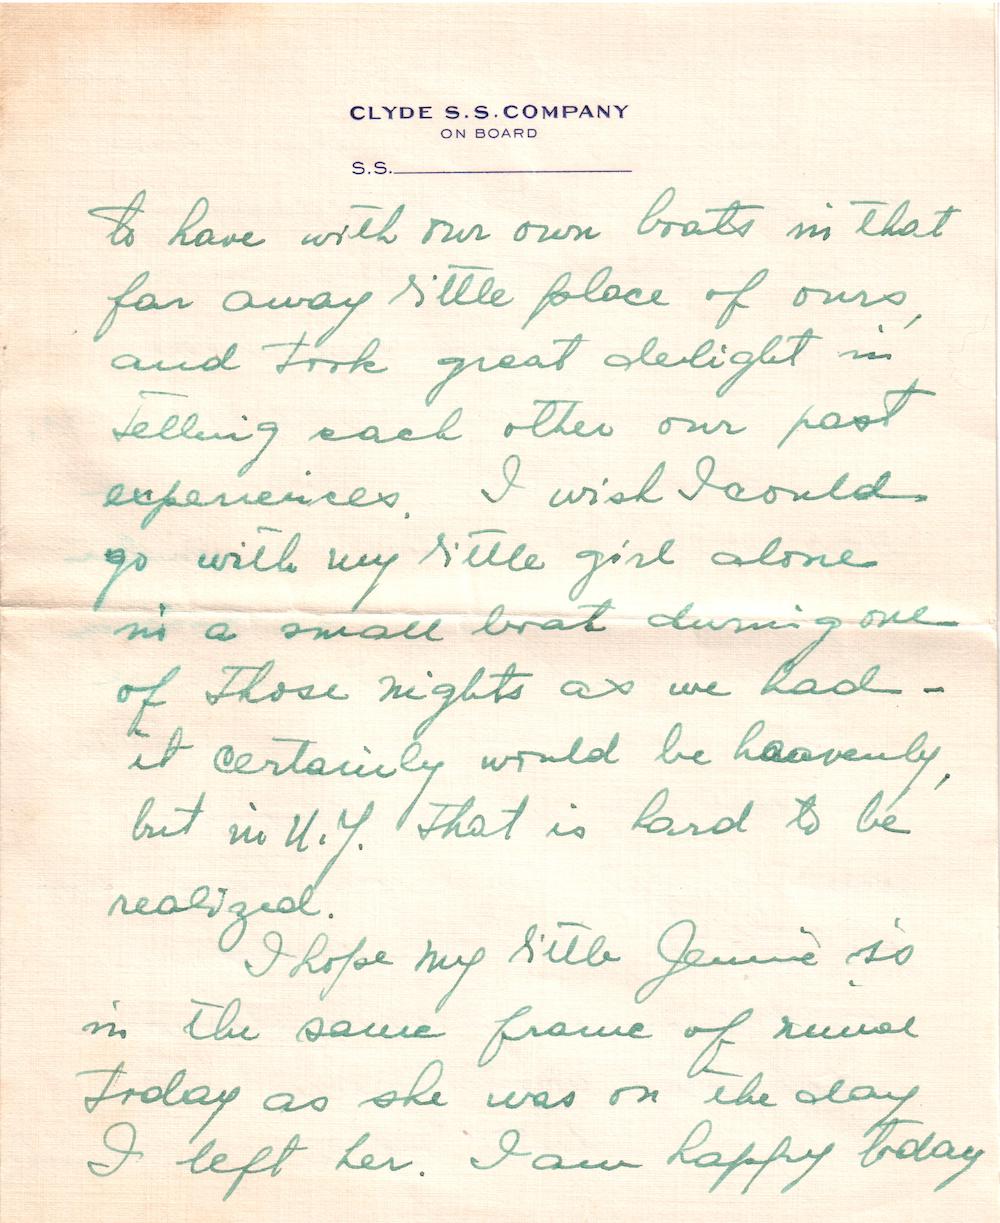 CLYDE S.S. COMPANY
ON BOARD
S.S.
to have with our own boats in that
far away little place of ours,
and took great delight in
telling each other our past
experiences. I wish I could
go with my little girl alone
in a small boat during one
of those nights as we had -
it certainly would be heavenly,
but in N.Y. that is hard to be
realized.
I hope my little Jennie is
in the same frame of mind
today as she was on the day
I left her. I am happy today